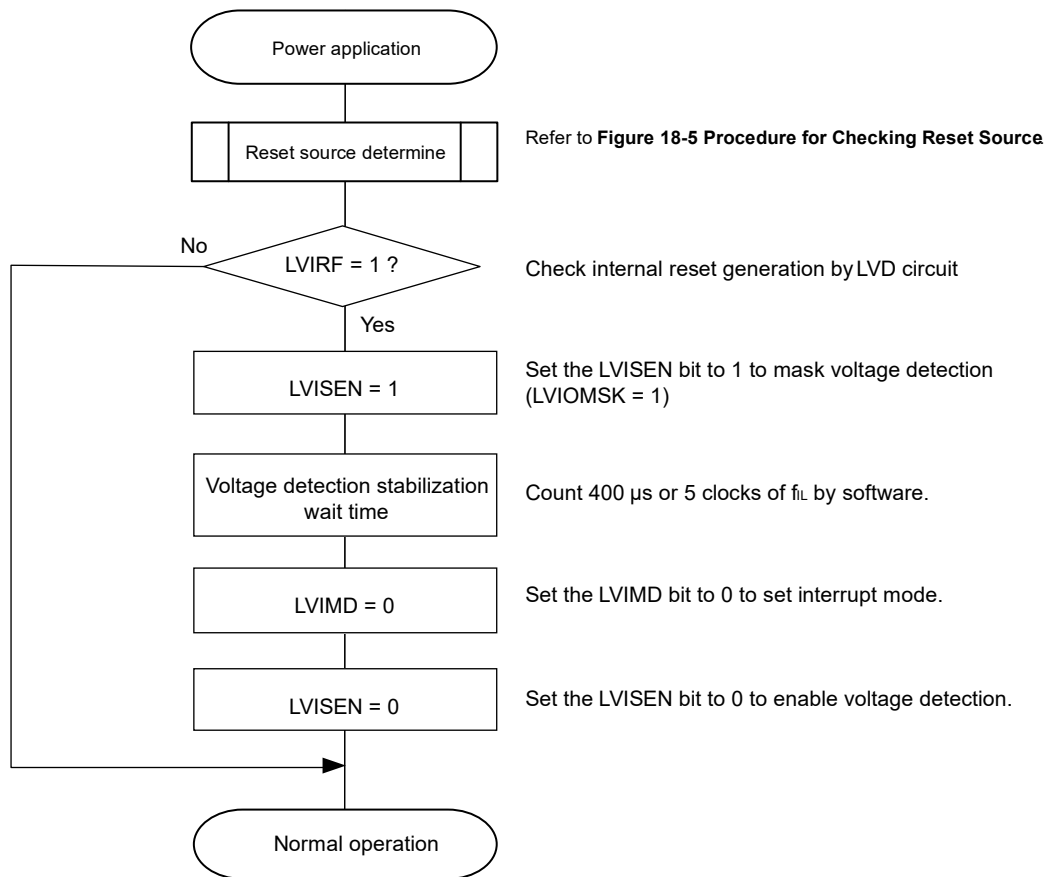 Power application
Reset source determine
Refer to Figure 18-5 Procedure for Checking Reset Source.
No
LVIRF = 1 ?
Check internal reset generation by LVD circuit
Yes
LVISEN = 1
Set the LVISEN bit to 1 to mask voltage detection
(LVIOMSK = 1)
Voltage detection stabilization
wait time
Count 400 µs or 5 clocks of fIL by software.
LVIMD = 0
Set the LVIMD bit to 0 to set interrupt mode.
LVISEN = 0
Set the LVISEN bit to 0 to enable voltage detection.
Normal operation